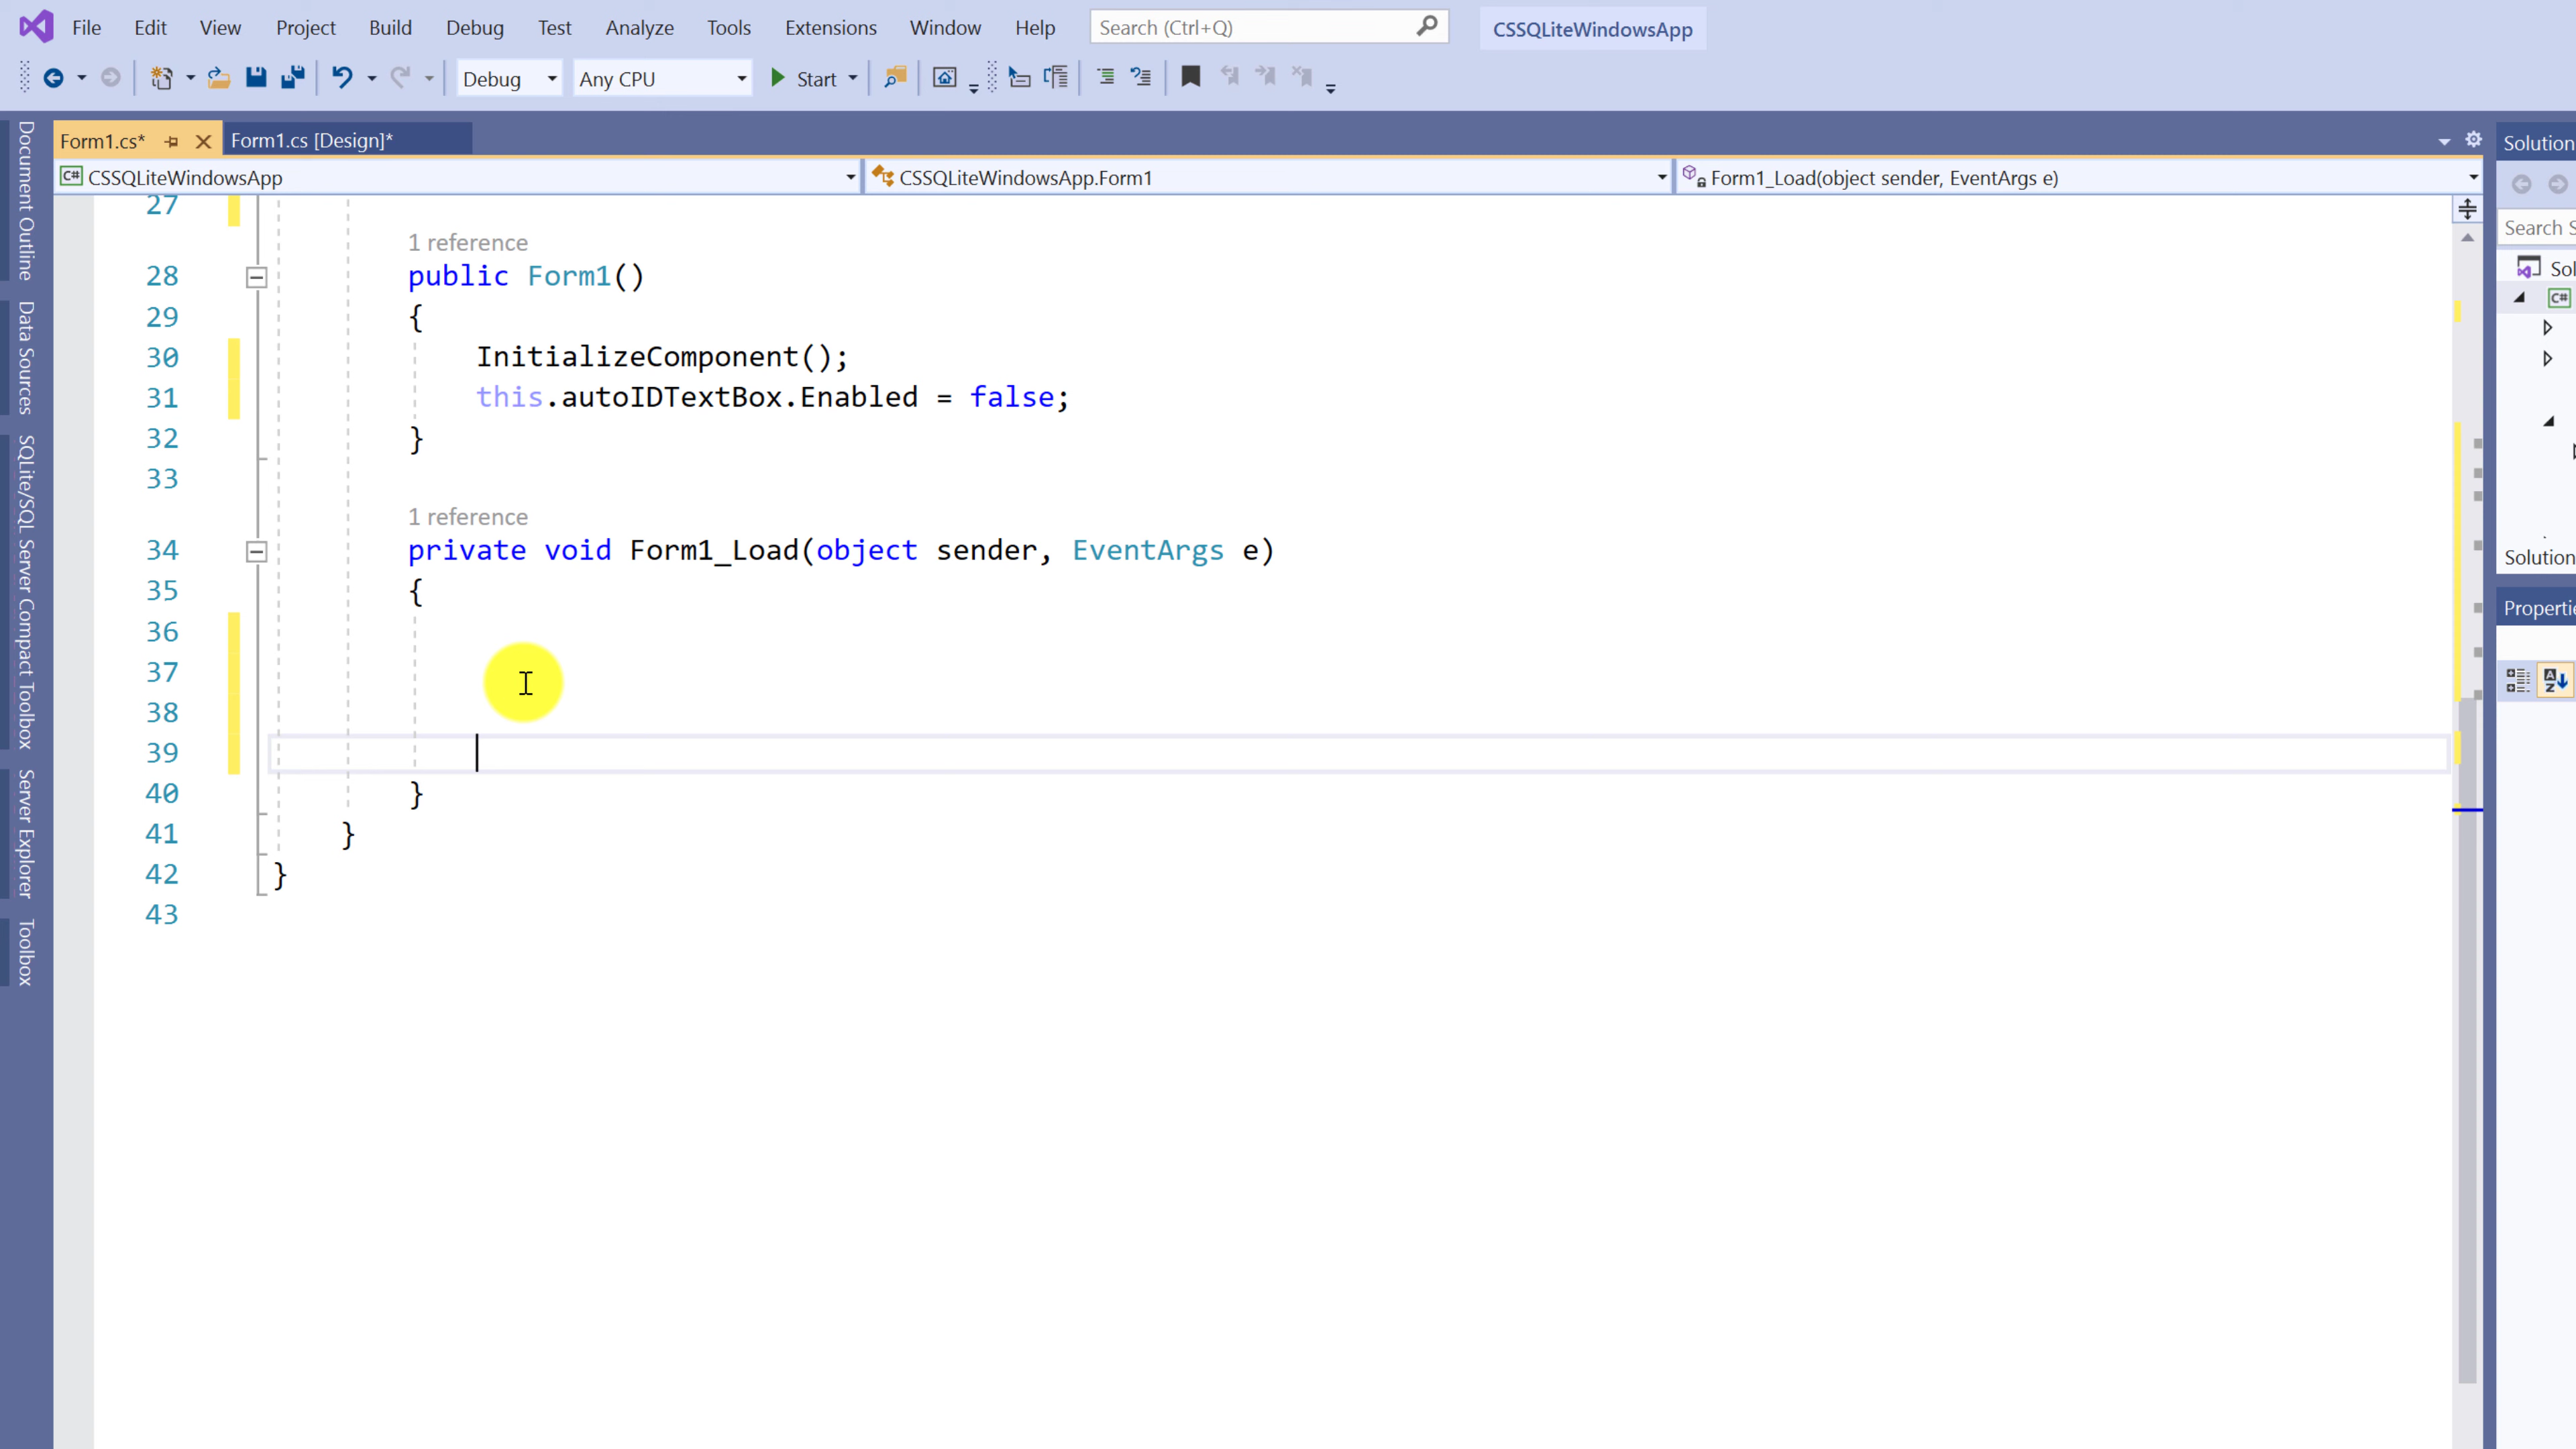 File Edit View Project Build Debug Test Analyze Tools Extensions Window Help Search (Ctrl+Q) CSSQLiteWindowsApp
Debug Any CPU Start
Form1.cs* Form1.cs [Design]*
CSSQLiteWindowsApp CSSQLiteWindowsApp.Form1 Form1_Load(object sender, EventArgs e)
27
1 reference
28 public Form1()
29 {
30 InitializeComponent();
31 this.autoIDTextBox.Enabled = false;
32 }
33
1 reference
34 private void Form1_Load(object sender, EventArgs e)
35 {
36
37
38
39
40 }
41 }
42 }
43
Document Outline
Data Sources
SQLite/SQL Server Compact Toolbox
Server Explorer
Toolbox
Solution
Search S
Sol
C#
Solution
Properti